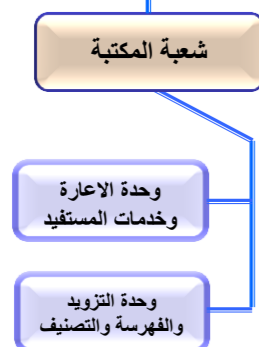 شعبة المكتبة
وحدة الاعارة
وخدمات المستفيد
وحدة التزويد
والفهرسة والتصنيف